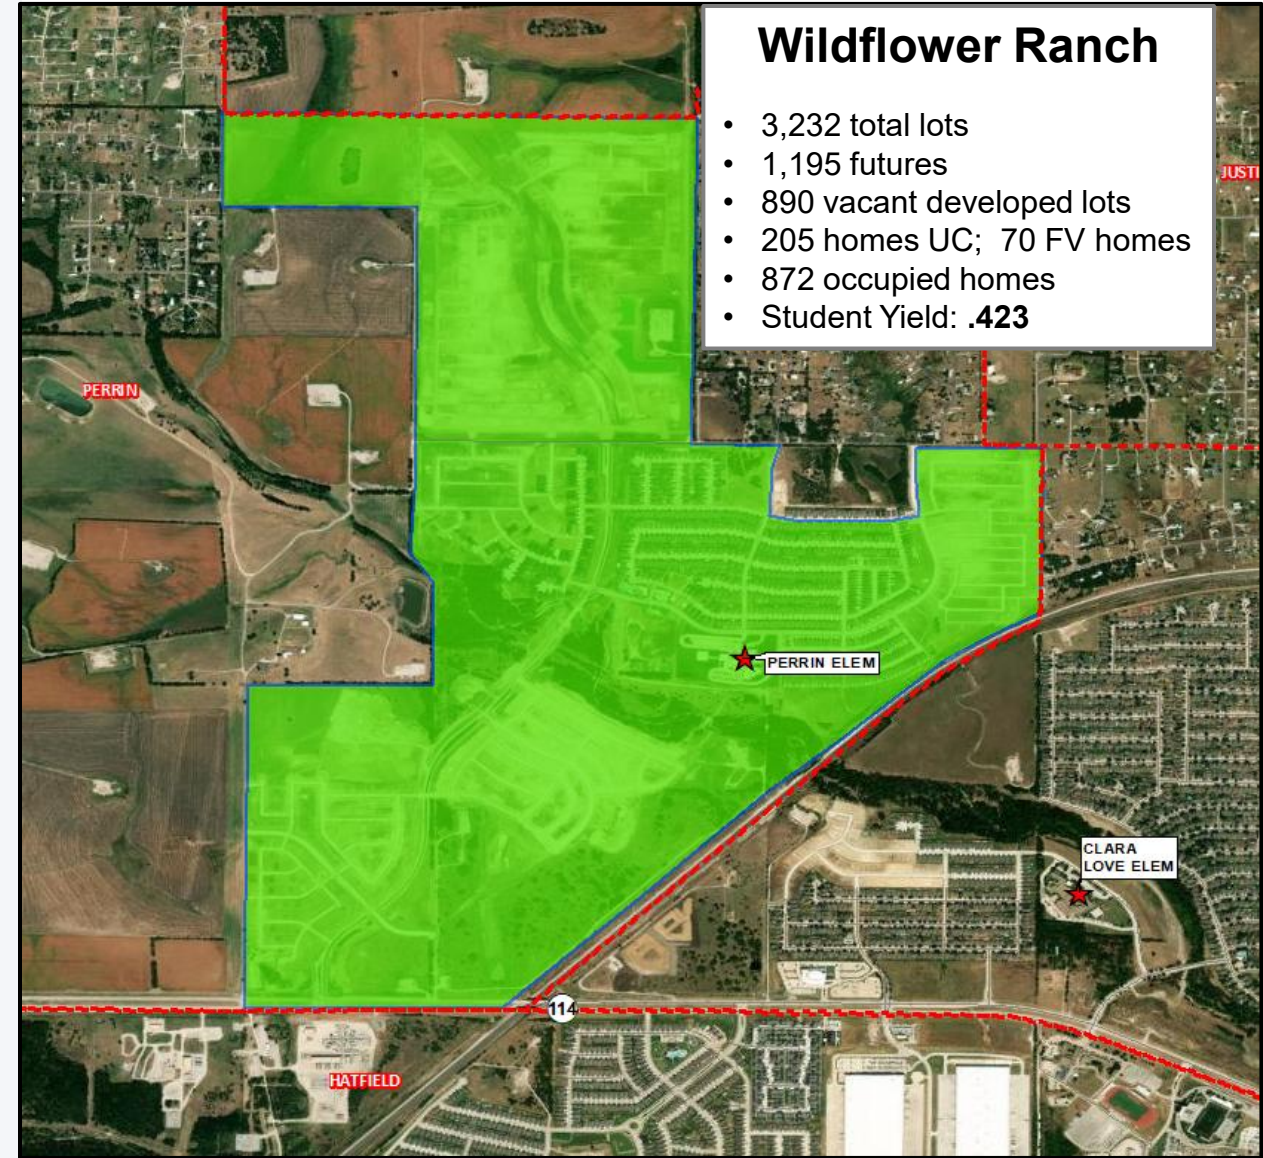 Wildflower Ranch
• 3,232 total lots
• 1,195 futures
• 890 vacant developed lots
• 205 homes UC;  70 FV homes
• 872 occupied homes
• Student Yield: .423
JUSTI
PERRIN
PERRIN ELEM
CLARA
LOVE ELEM
114
HATFIELD